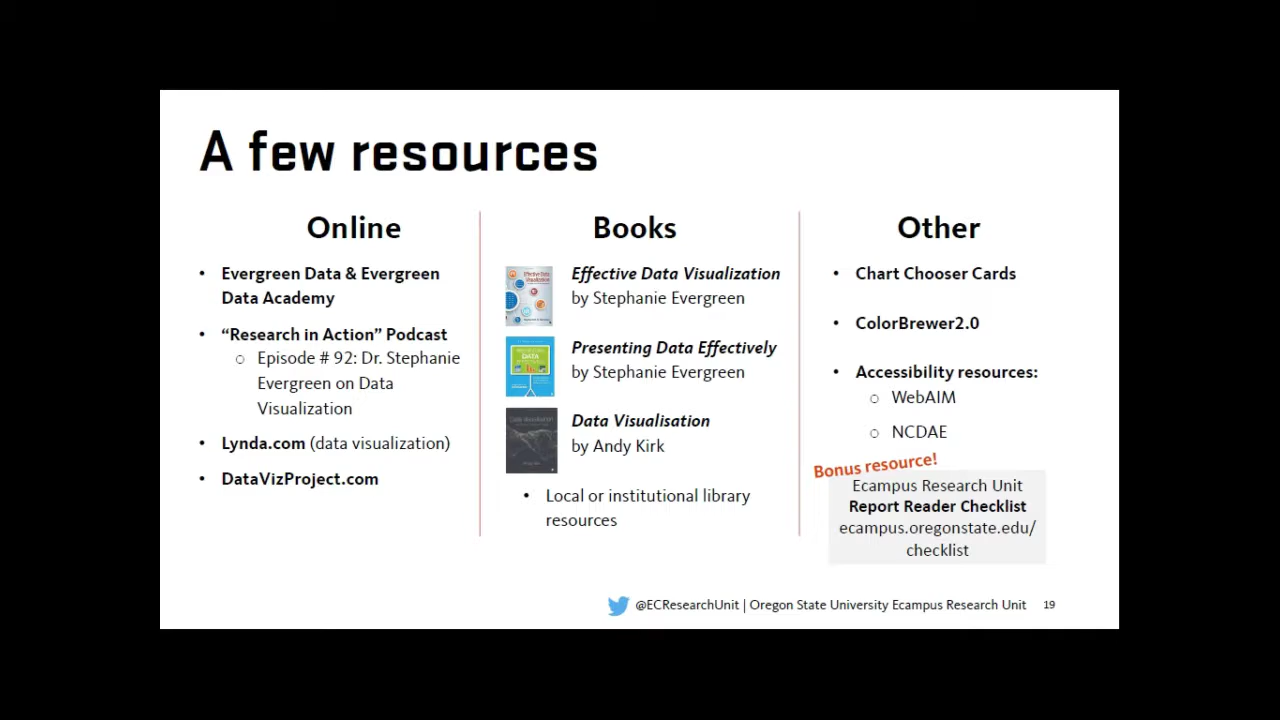 A few resources
Online
• Evergreen Data & Evergreen
Data Academy
• “Research in Action” Podcast
○ Episode # 92: Dr. Stephanie
Evergreen on Data
Visualization
• Lynda.com (data visualization)
• DataVizProject.com
Books
Effective Data Visualization
by Stephanie Evergreen
Presenting Data Effectively
by Stephanie Evergreen
Data Visualisation
by Andy Kirk
• Local or institutional library
resources
Other
• Chart Chooser Cards
• ColorBrewer2.0
• Accessibility resources:
○ WebAIM
○ NCDAE
Bonus resource!
Ecampus Research Unit
Report Reader Checklist
ecampus.oregonstate.edu/
checklist
@ECResearchUnit | Oregon State University Ecampus Research Unit 19